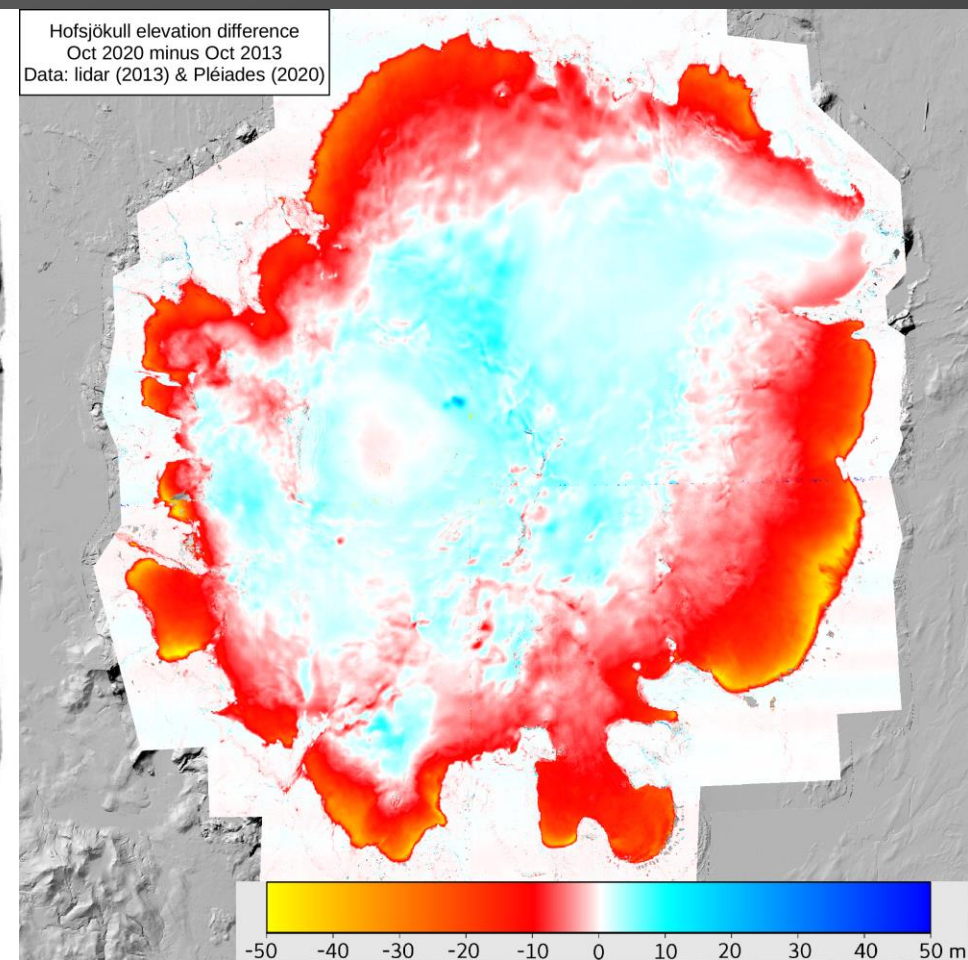 Hofsjökull elevation difference
Oct 2020 minus Oct 2013
Data: lidar (2013) & Pléiades (2020)
-50 -40 -30 -20 -10 0 10 20 30 40 50 m